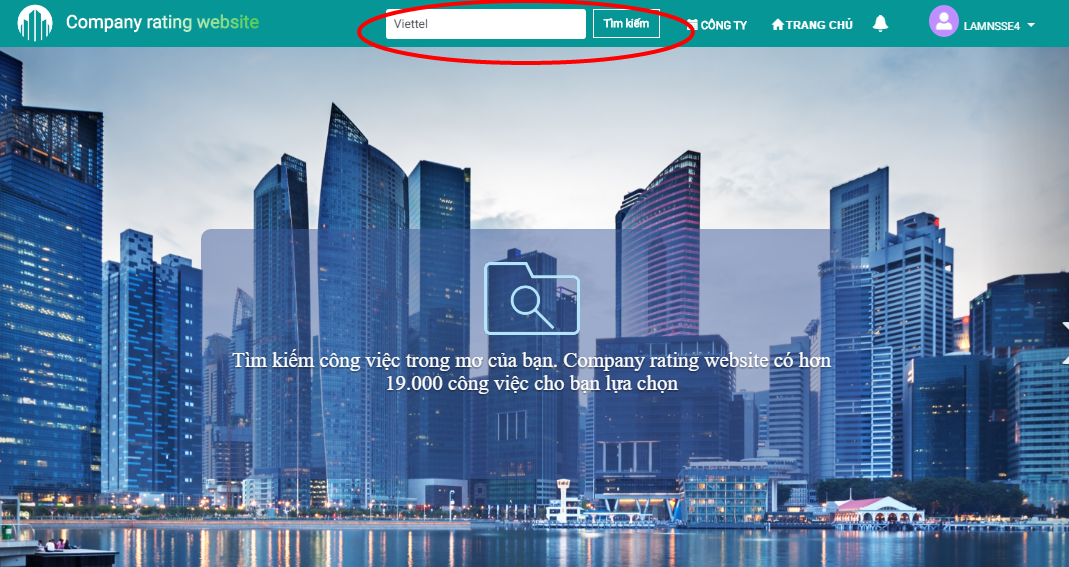 Company rating website
Viettel
Tìm kiếm
CÔNG TY
TRANG CHỦ
LAMNSSE4
Tìm kiếm công việc trong mơ của bạn. Company rating website có hơn
19.000 công việc cho bạn lựa chọn